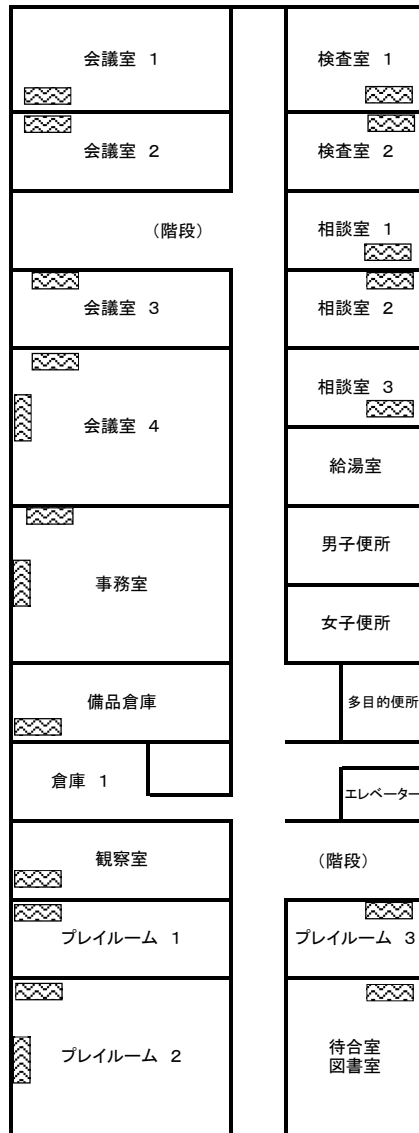 会議室 1
検査室 1
会議室 2
検査室 2
（階段）
相談室 1
会議室 3
相談室 2
相談室 3
会議室 4
給湯室
男子便所
事務室
女子便所
備品倉庫
多目的便所
倉庫 1
エレベーター
観察室
（階段）
プレイルーム 1
プレイルーム 3
プレイルーム 2
待合室
図書室